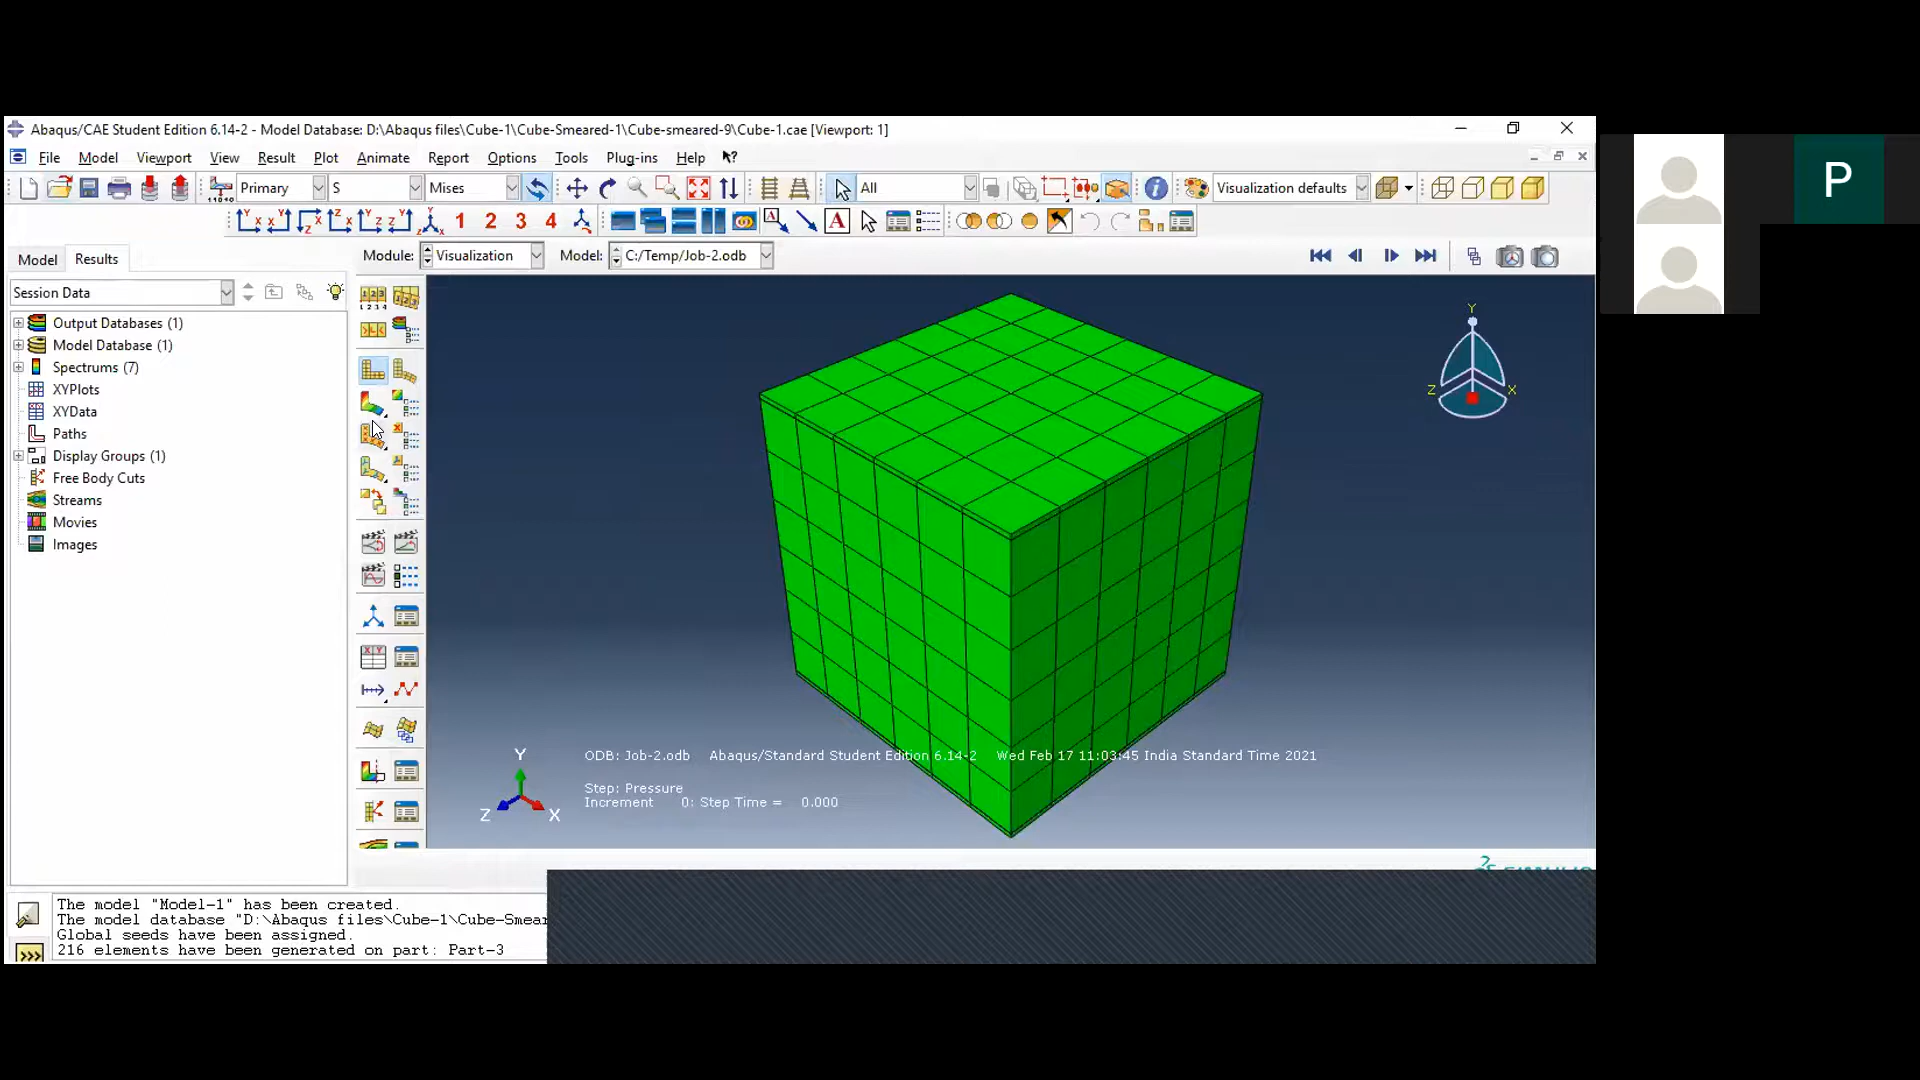 Abaqus/CAE Student Edition 6.14-2 - Model Database: D:\Abaqus files\Cube-1\Cube-Smeared-1\Cube-smeared-9\Cube-1.cae [Viewport: 1]
File Model Viewport View Result Plot Animate Report Options Tools Plug-ins Help
Primary S Mises All Visualization defaults
1 2 3 4 A
Module: Visualization Model: C:/Temp/Job-2.odb
Model Results
Session Data
Output Databases (1)
Model Database (1)
Spectrums (7)
XYPlots
XYData
Paths
Display Groups (1)
Free Body Cuts
Streams
Movies
Images
Y
Z X
Y
Z X
ODB: Job-2.odb Abaqus/Standard Student Edition 6.14-2 Wed Feb 17 11:03:45 India Standard Time 2021
Step: Pressure
Increment 0: Step Time = 0.000
The model "Model-1" has been created.
The model database "D:\Abaqus files\Cube-1\Cube-Smear
Global seeds have been assigned.
216 elements have been generated on part: Part-3
P